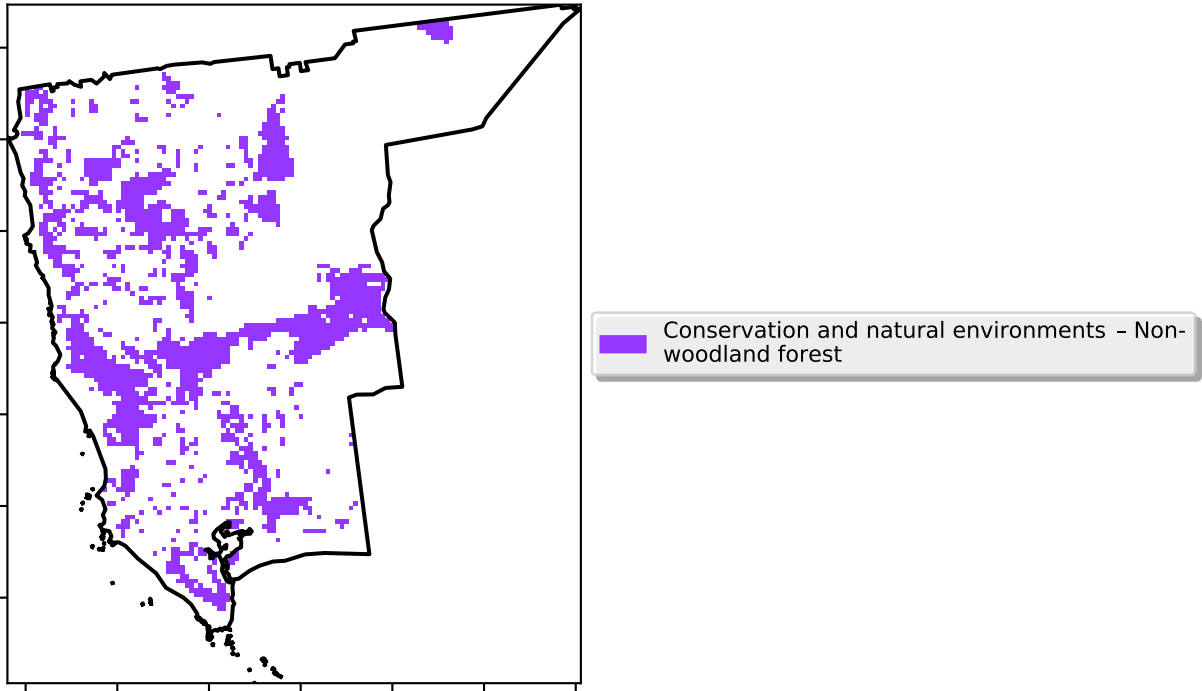 Conservation and natural environments – Non-
woodland forest